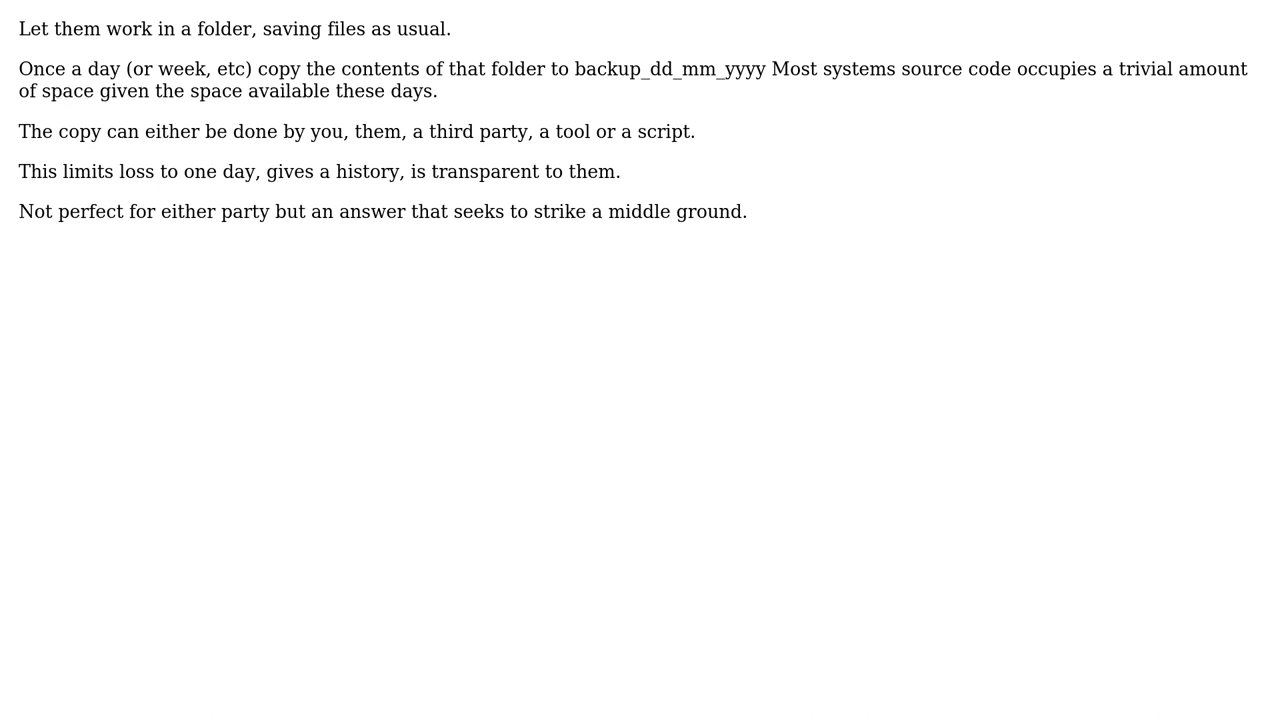 Let them work in a folder, saving files as usual.
Once a day (or week, etc) copy the contents of that folder to backup_dd_mm_yyyy Most systems source code occupies a trivial amount
of space given the space available these days.
The copy can either be done by you, them, a third party, a tool or a script.
This limits loss to one day, gives a history, is transparent to them.
Not perfect for either party but an answer that seeks to strike a middle ground.